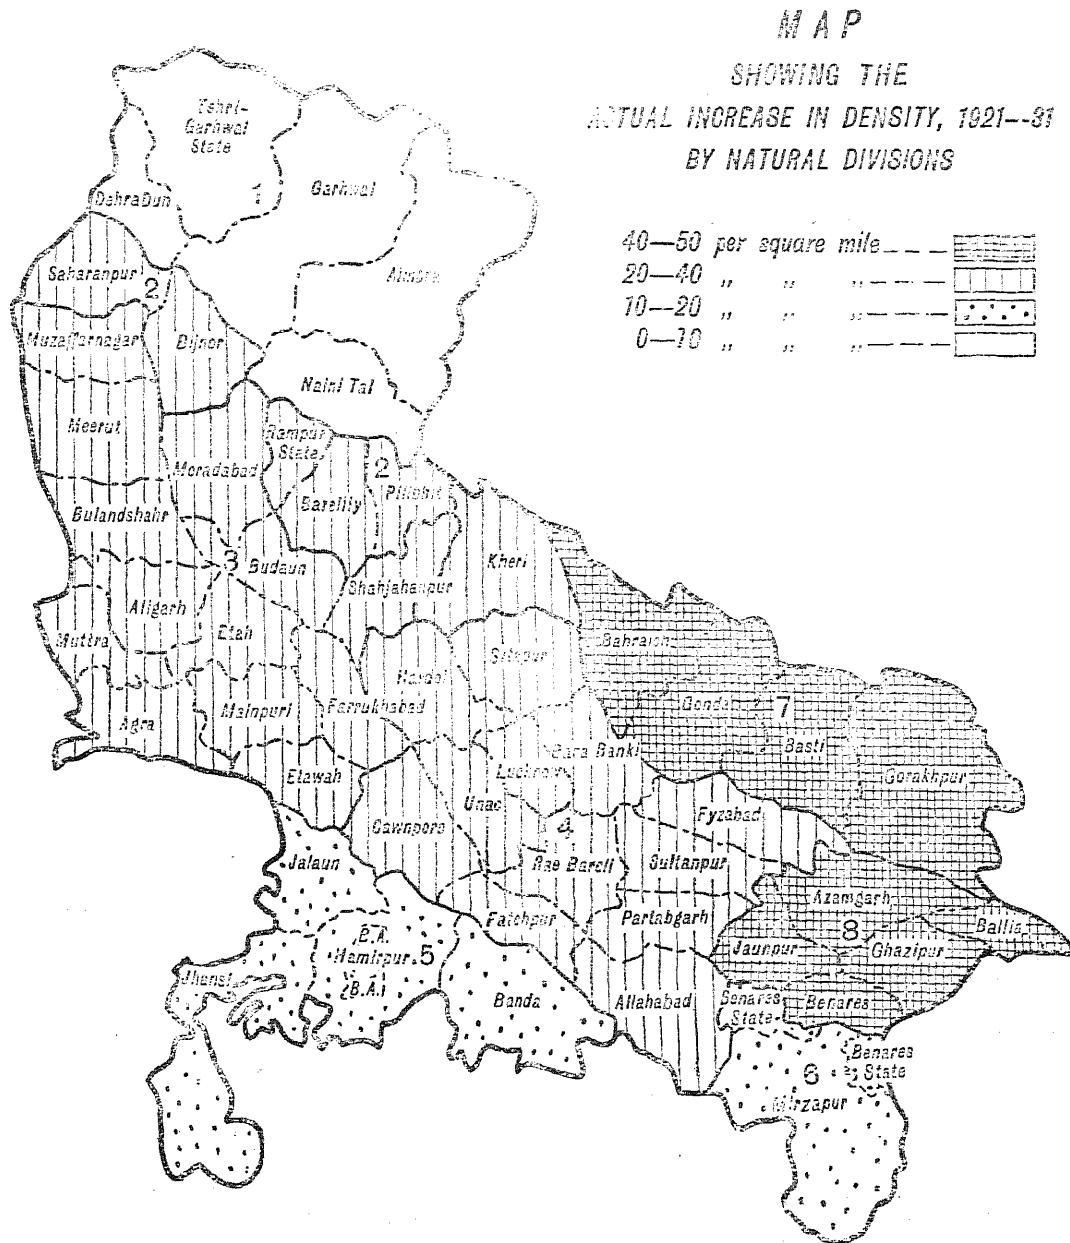 MAP
SHOWING THE
ACTUAL INCREASE IN DENSITY, 1921--31
BY NATURAL DIVISIONS
40—50 per square mile
20—40 „ „ „
10—20 „ „ „
0—10 „ „ „
Tehri-
Garhwal
State
1
Garhwal
Dehra Dun
Almora
Saharanpur
2
Muzaffarnagar
Bijnor
Naini Tal
Meerut
Moradabad
Rampur
State
2
Pilibhit
Bareilly
Bulandshahr
3
Budaun
Shahjahanpur
Kheri
Aligarh
Muttra
Etah
Bahraich
Sitapur
Hardoi
Gonda
7
Agra
Mainpuri
Farrukhabad
Bara Banki
Basti
Gorakhpur
Etawah
Lucknow
Unao
Cawnpore
4
Fyzabad
Jalaun
Rae Bareli
Sultanpur
Azamgarh
Fatehpur
Partabgarh
8
Ballia
B.A.
Hamirpur
5
Jaunpur
Ghazipur
Jhansi
(B.A.)
Banda
Allahabad
Benares
State
Benares
Benares
State
6
Mirzapur